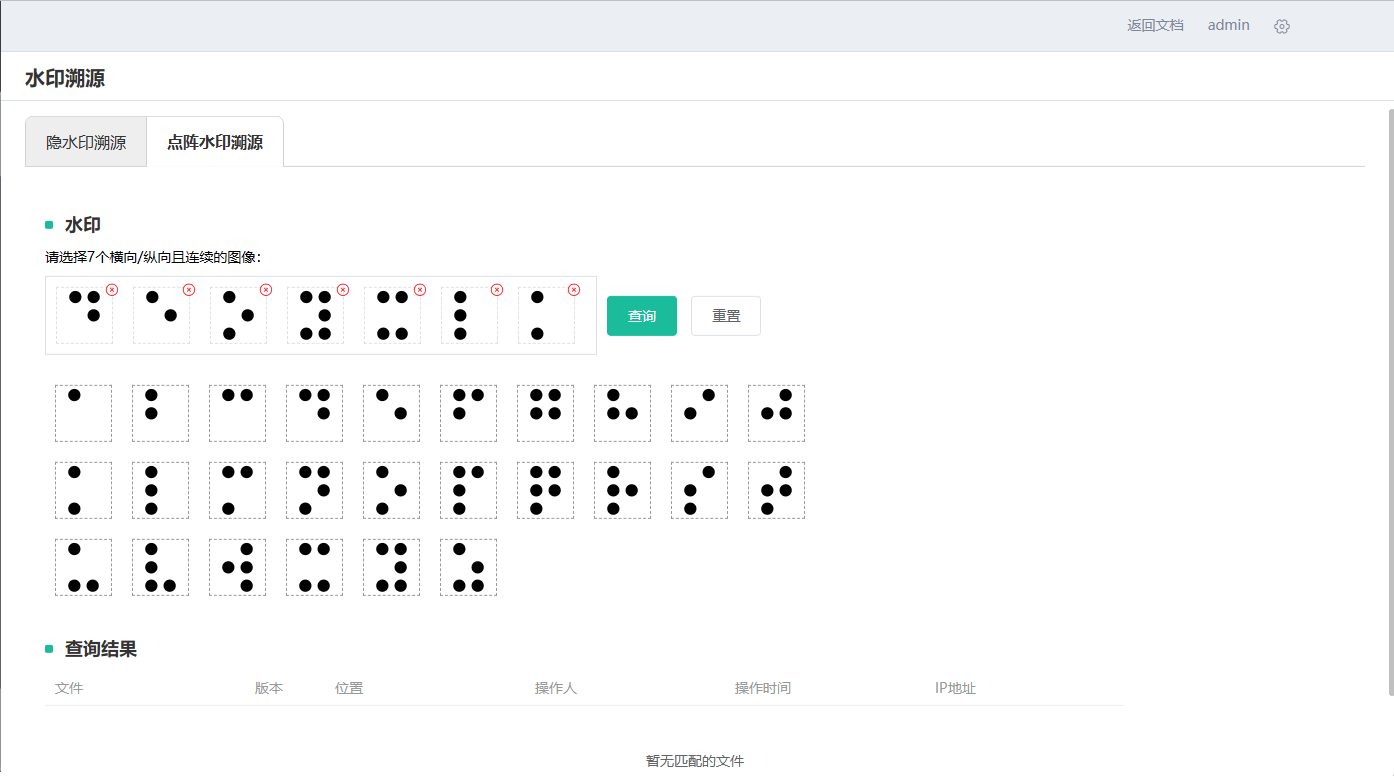 返回文档 admin
水印溯源
隐水印溯源 点阵水印溯源
水印
请选择7个横向/纵向且连续的图像:
查询 重置
查询结果
文件 版本 位置 操作人 操作时间 IP地址
暂无匹配的文件